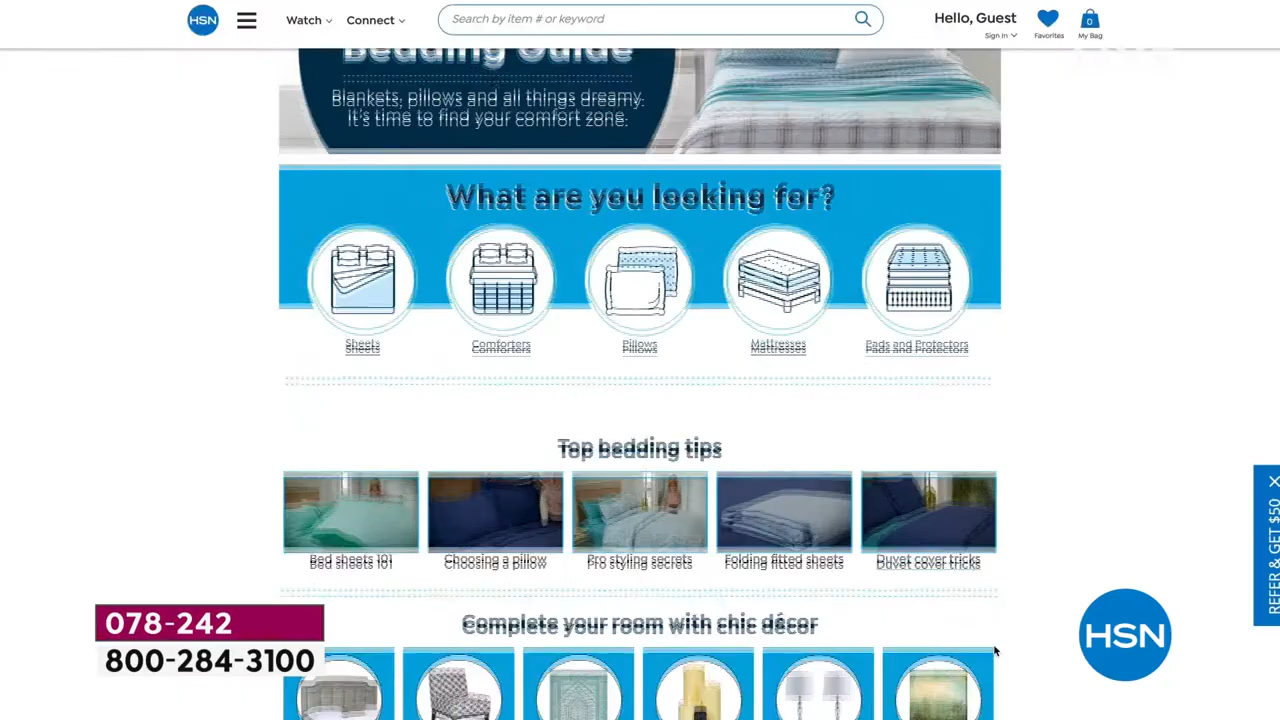 HSN
Watch
Connect
Search by item # or keyword
Hello, Guest
Sign In
Favorites
0
My Bag
Bedding Guide
Blankets, pillows and all things dreamy.
It's time to find your comfort zone.
What are you looking for?
Sheets
Comforters
Pillows
Mattresses
Pads and Protectors
Top bedding tips
Bed sheets 101
Choosing a pillow
Pro styling secrets
Folding fitted sheets
Duvet cover tricks
REFER & GET $50
Complete your room with chic décor
078-242
800-284-3100
HSN